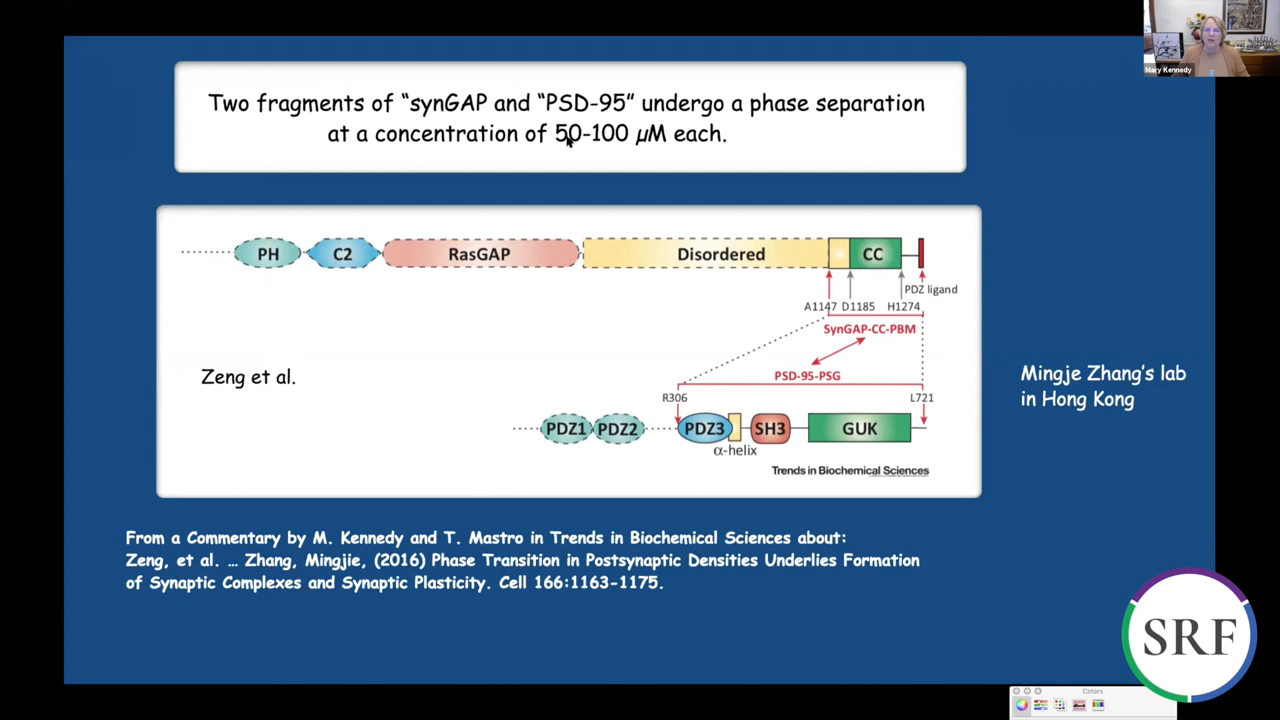 Mary Kennedy
Two fragments of “synGAP and “PSD-95” undergo a phase separation
at a concentration of 50-100 µM each.
PH
C2
RasGAP
Disordered
CC
PDZ ligand
A1147 D1185 H1274
SynGAP-CC-PBM
Zeng et al.
PSD-95-PSG
Mingje Zhang’s lab
in Hong Kong
R306
L721
PDZ1
PDZ2
PDZ3
SH3
GUK
α-helix
Trends in Biochemical Sciences
From a Commentary by M. Kennedy and T. Mastro in Trends in Biochemical Sciences about:
Zeng, et al. … Zhang, Mingjie, (2016) Phase Transition in Postsynaptic Densities Underlies Formation
of Synaptic Complexes and Synaptic Plasticity. Cell 166:1163-1175.
SRF
Colors